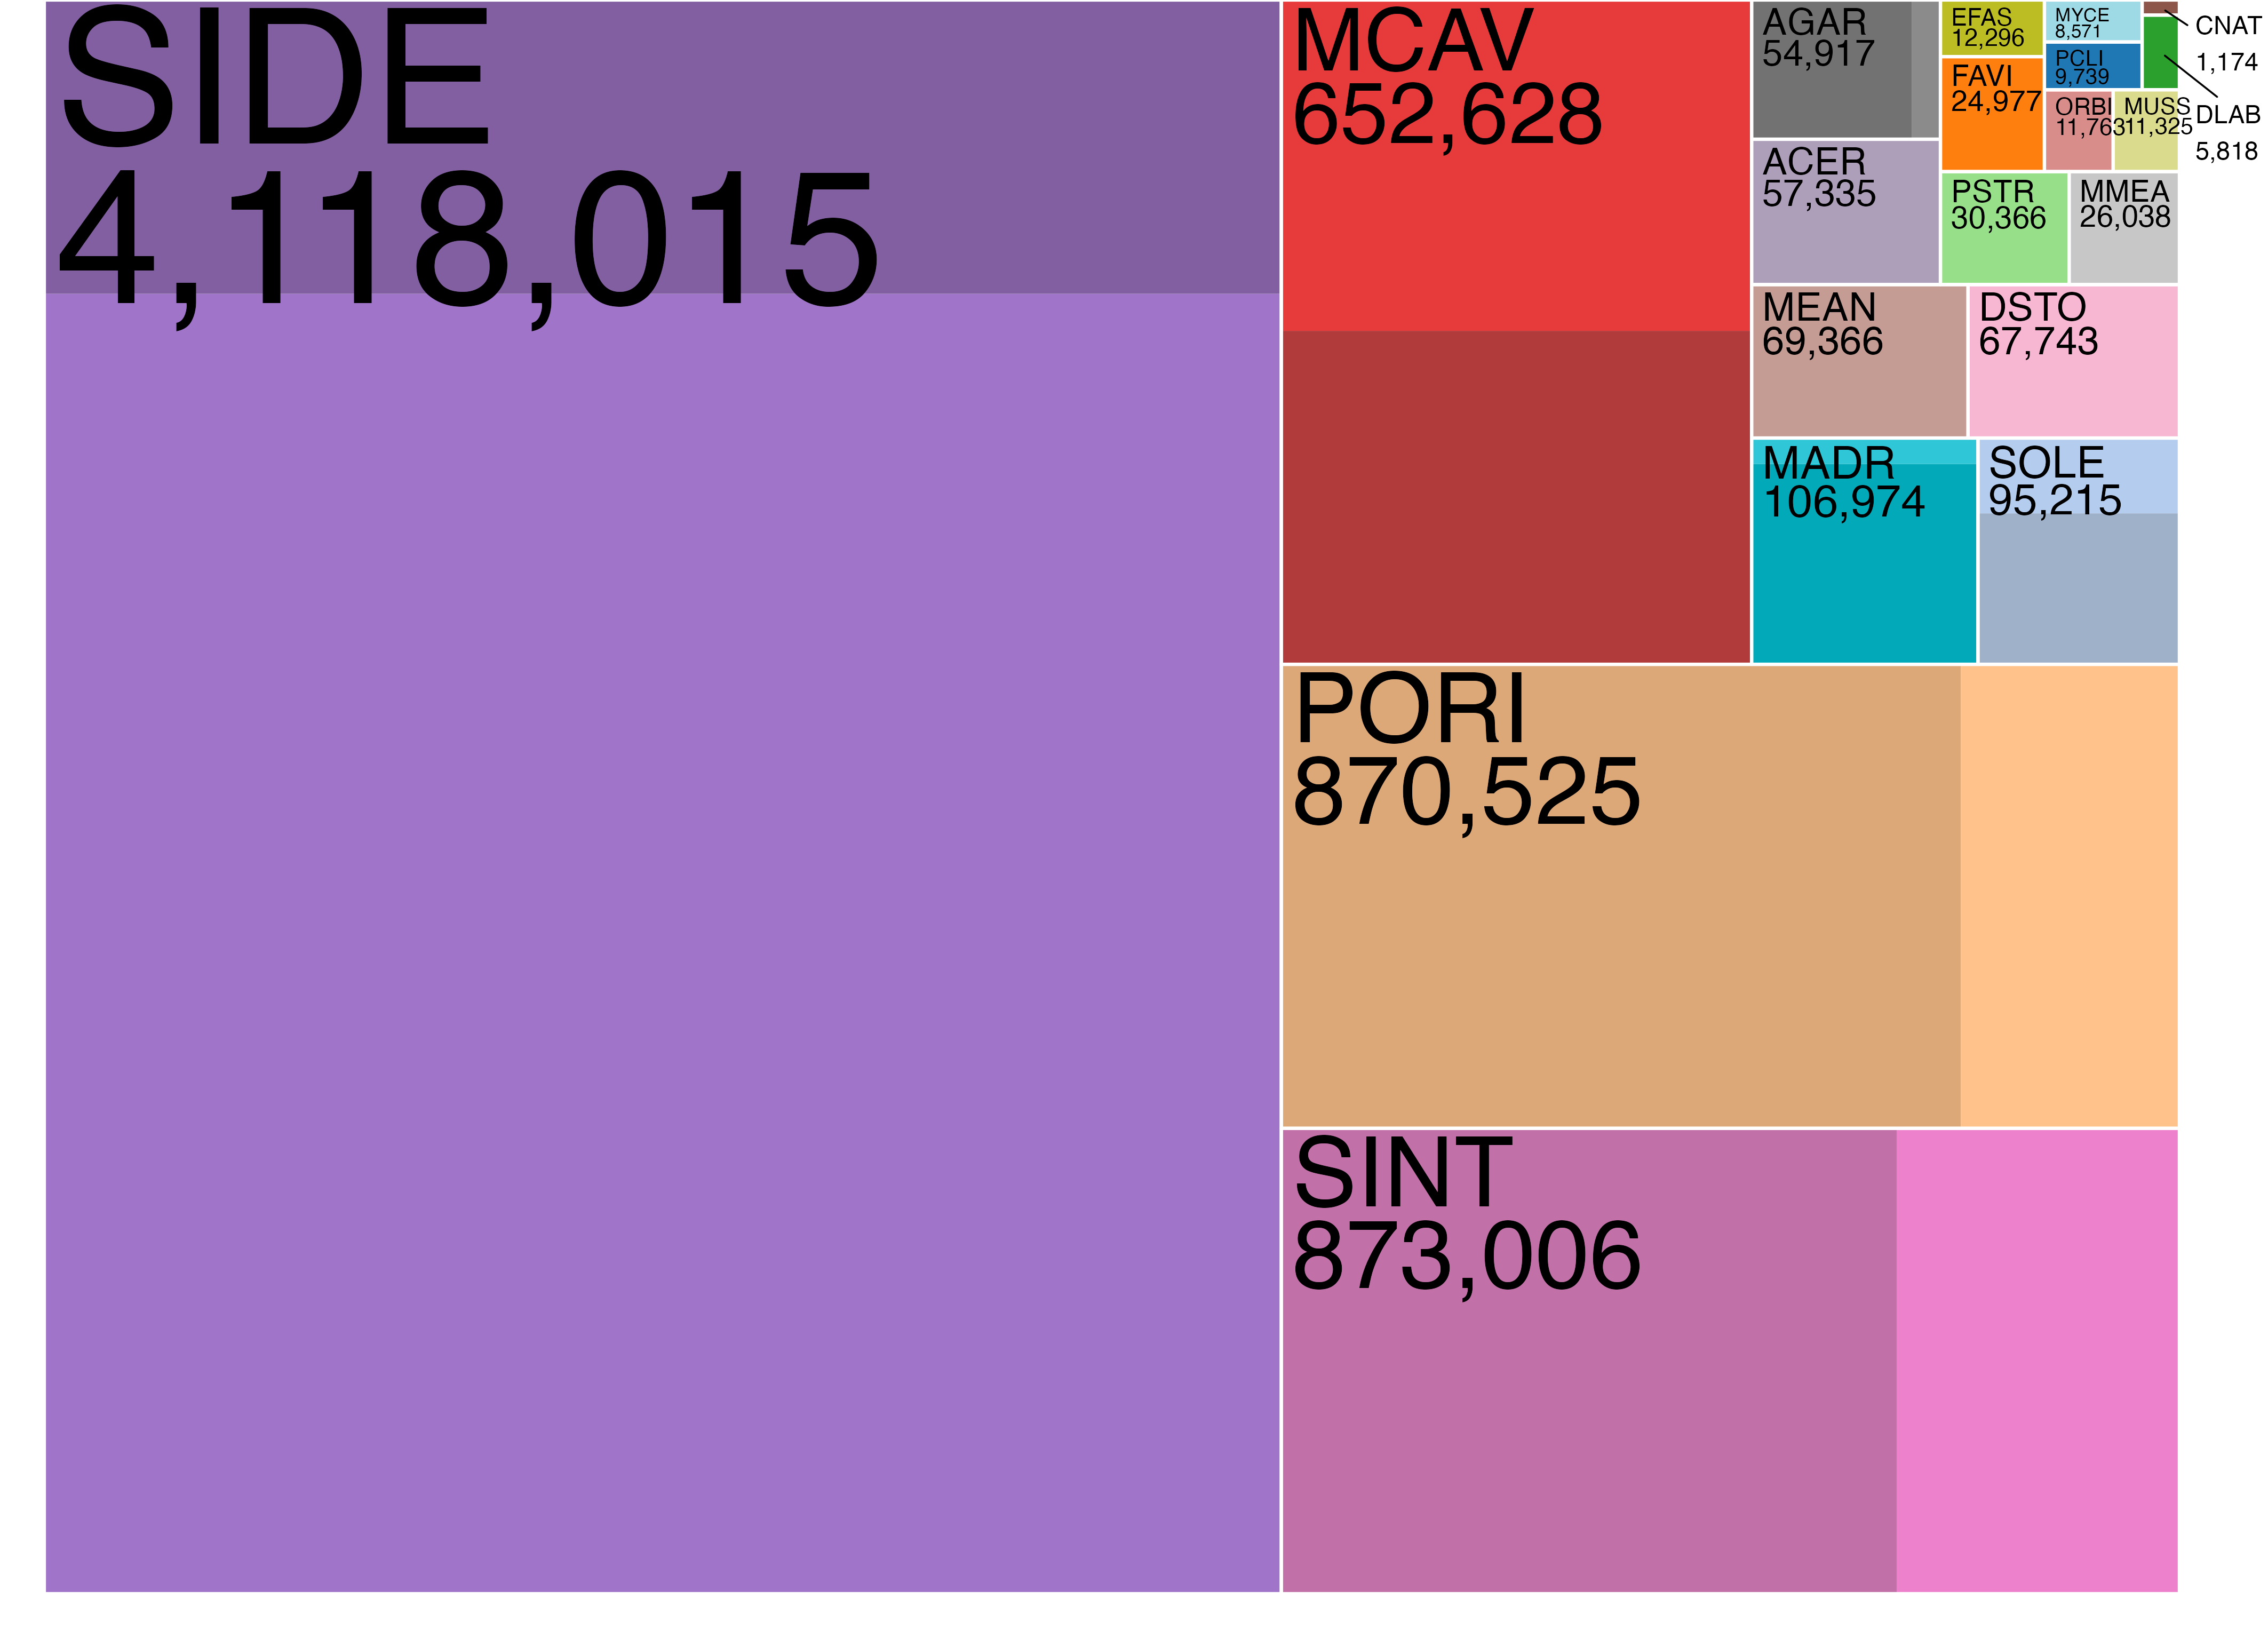 SIDE
4,118,015
MCAV
652,628
AGAR
54,917
EFAS
12,296
MYCE
8,571
CNAT
1,174
FAVI
24,977
PCLI
9,739
ORBI
11,763
MUSS
11,325
DLAB
5,818
ACER
57,335
PSTR
30,366
MMEA
26,038
MEAN
69,366
DSTO
67,743
MADR
106,974
SOLE
95,215
PORI
870,525
SINT
873,006